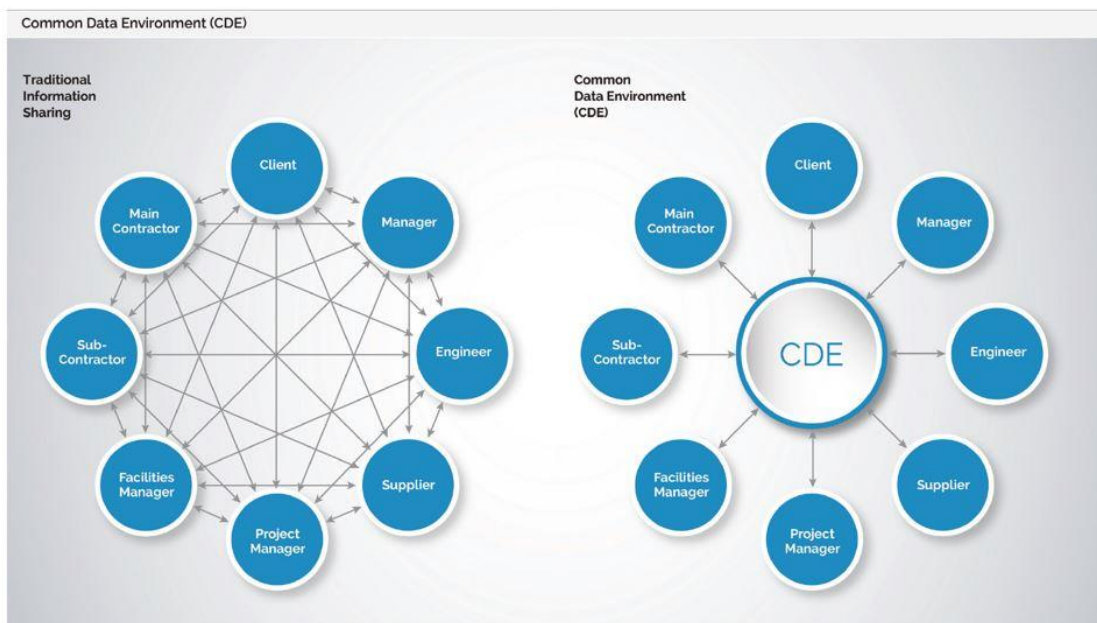 Common Data Environment (CDE)
Traditional
Information
Sharing
Client
Main
Contractor
Manager
Sub-
Contractor
Engineer
Facilities
Manager
Supplier
Project
Manager
Common
Data Environment
(CDE)
Client
Main
Contractor
Manager
Sub-
Contractor
CDE
Engineer
Facilities
Manager
Supplier
Project
Manager